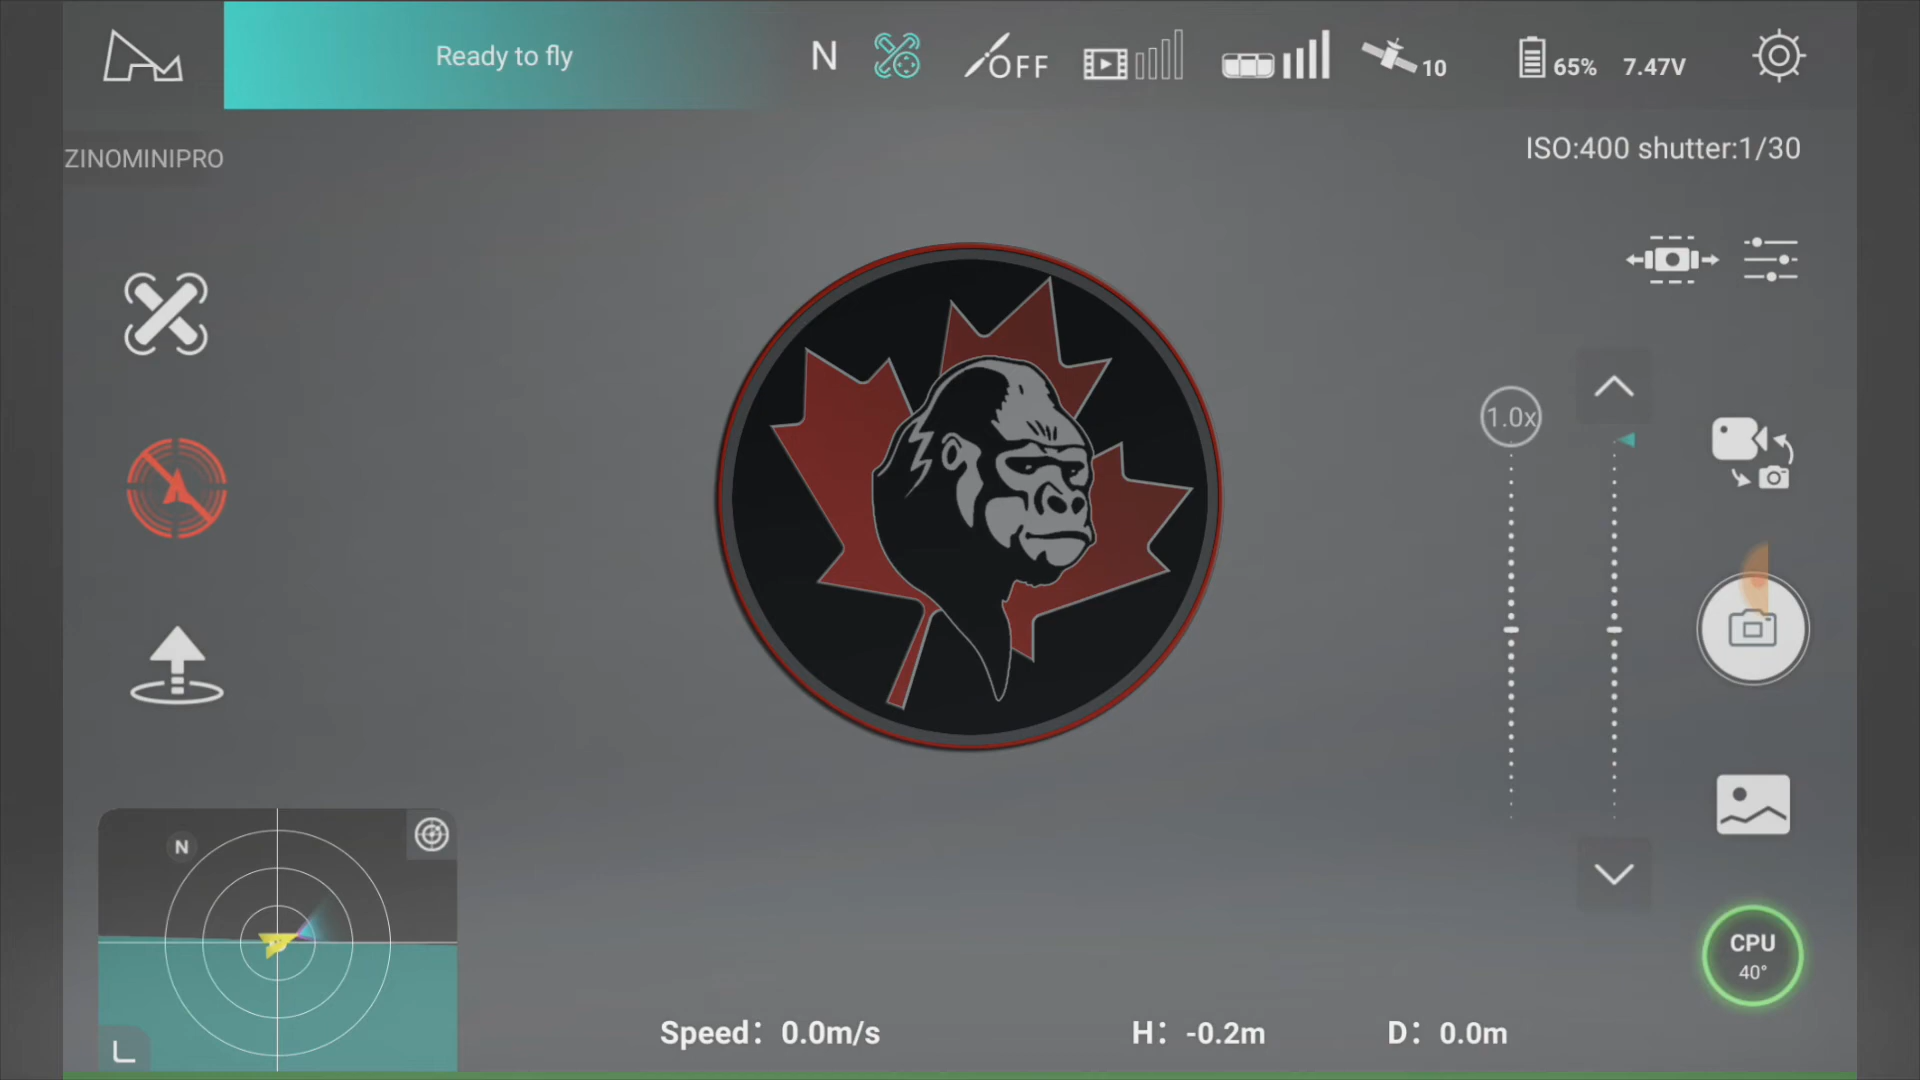 Ready to fly
N
OFF
10
65%
7.47V
ZINOMINIPRO
ISO:400 shutter:1/30
1.0x
N
CPU
40°
L
Speed: 0.0m/s
H: -0.2m
D: 0.0m